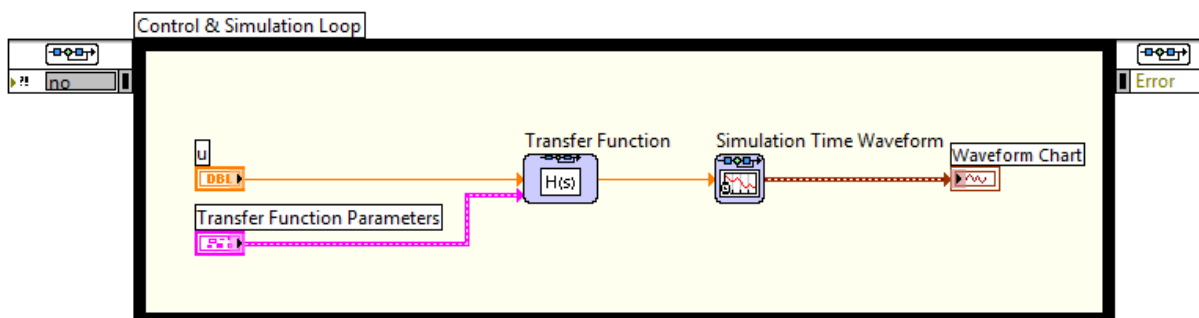 Control & Simulation Loop
?! no
Error
Transfer Function
Simulation Time Waveform
u
Waveform Chart
DBL
H(s)
Transfer Function Parameters